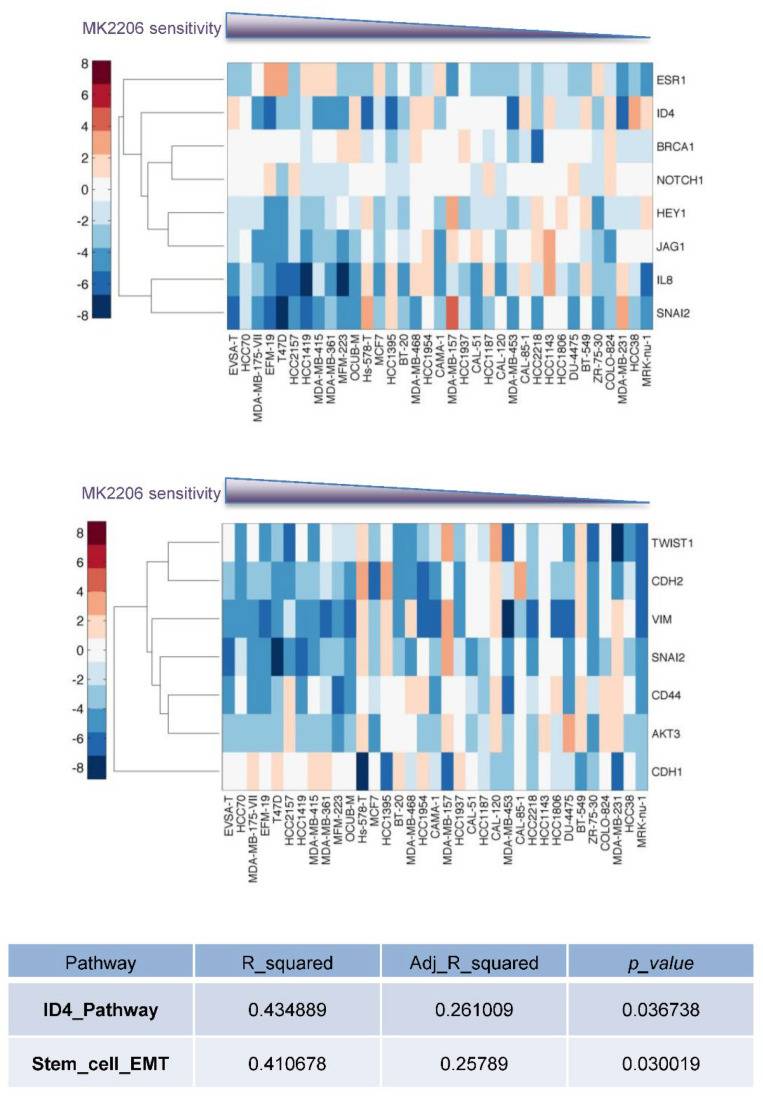 MK2206 sensitivity
8
6
4
2
0
-2
-4
-6
-8
ESR1
ID4
BRCA1
NOTCH1
HEY1
JAG1
IL8
SNAI2
EVSA-T
HCC70
MDA-MB-175-VII
EFM-19
T47D
HCC2157
HCC1419
MDA-MB-415
MDA-MB-361
MFM-223
OCUB-M
Hs-578-T
MCF7
HCC1395
BT-20
MDA-MB-468
HCC1954
CAMA-1
MDA-MB-157
HCC1937
CAL-51
HCC1187
CAL-120
MDA-MB-453
CAL-85-1
HCC2218
HCC1143
HCC1806
DU-4475
BT-549
ZR-75-30
COLO-824
MDA-MB-231
HCC38
MRK-nu-1
MK2206 sensitivity
8
6
4
2
0
-2
-4
-6
-8
TWIST1
CDH2
VIM
SNAI2
CD44
AKT3
CDH1
EVSA-T
HCC70
MDA-MB-175-VII
EFM-19
T47D
HCC2157
HCC1419
MDA-MB-415
MDA-MB-361
MFM-223
OCUB-M
Hs-578-T
MCF7
HCC1395
BT-20
MDA-MB-468
HCC1954
CAMA-1
MDA-MB-157
HCC1937
CAL-51
HCC1187
CAL-120
MDA-MB-453
CAL-85-1
HCC2218
HCC1143
HCC1806
DU-4475
BT-549
ZR-75-30
COLO-824
MDA-MB-231
HCC38
MRK-nu-1
Pathway R_squared Adj_R_squared p_value
ID4_Pathway 0.434889 0.261009 0.036738
Stem_cell_EMT 0.410678 0.25789 0.030019